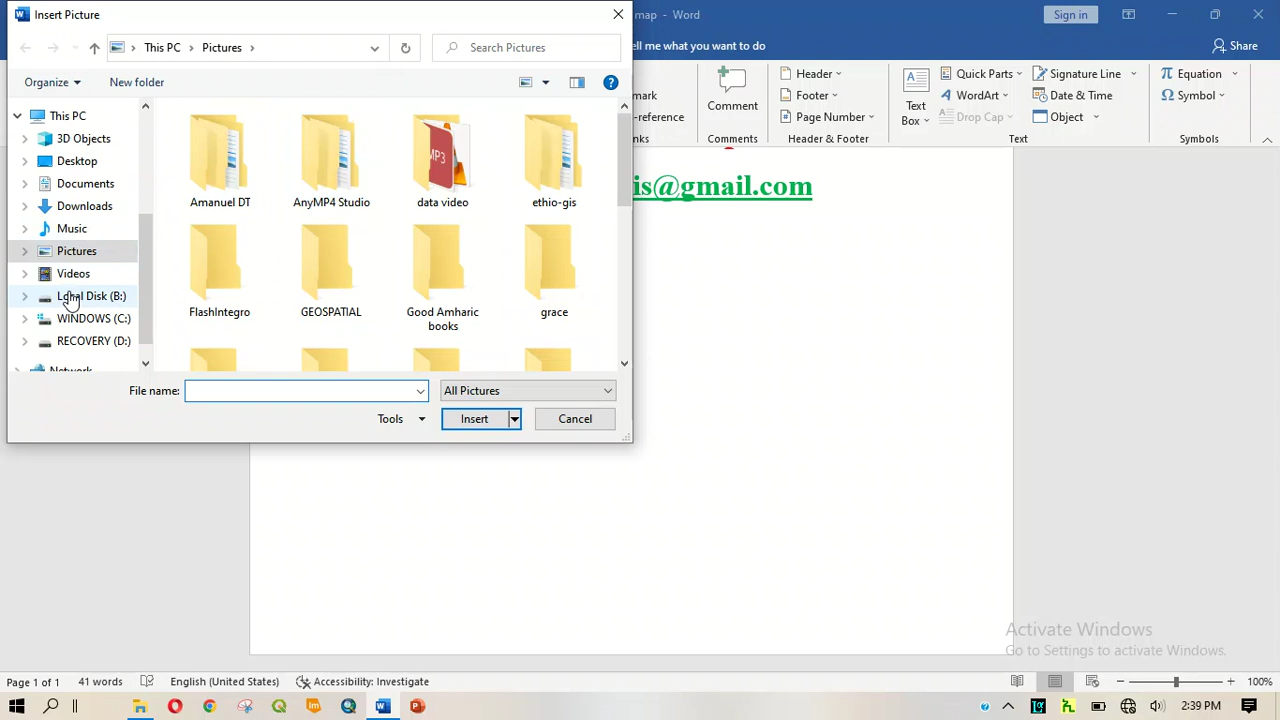 Insert Picture
map - Word
Sign in
This PC
Pictures
Search Pictures
ell me what you want to do
Share
Organize
New folder
Header
Footer
Page Number
Header & Footer
mark
-reference
Comment
Comments
Text
Box
Quick Parts
WordArt
Drop Cap
Signature Line
Date & Time
Object
Text
Equation
Symbol
Symbols
This PC
3D Objects
Desktop
Documents
Downloads
Music
Pictures
Videos
Local Disk (B:)
WINDOWS (C:)
RECOVERY (D:)
Network
Amanuel DT
AnyMP4 Studio
MP3
data video
ethio-gis
FlashIntegro
GEOSPATIAL
Good Amharic
books
grace
is@gmail.com
File name:
All Pictures
Tools
Insert
Cancel
Activate Windows
Go to Settings to activate Windows.
Page 1 of 1
41 words
English (United States)
Accessibility: Investigate
100%
2:39 PM